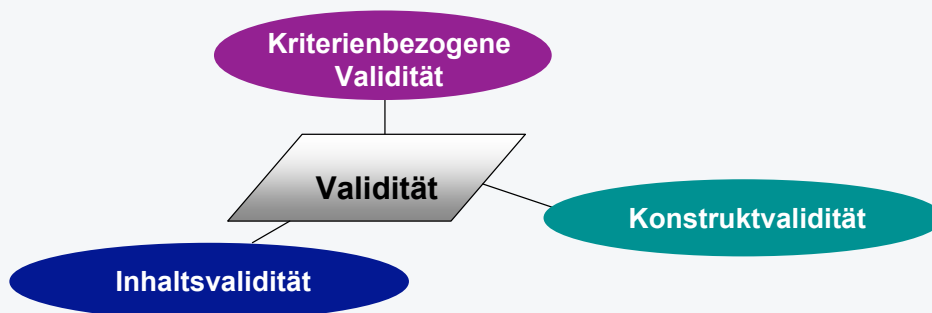 Kriterienbezogene
Validität
Validität
Konstruktvalidität
Inhaltsvalidität